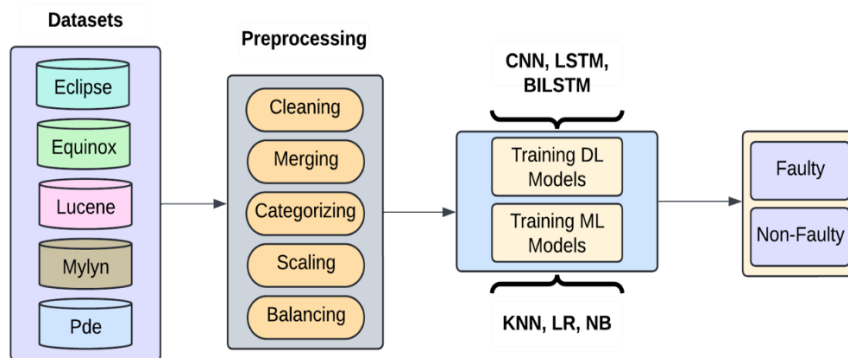 Datasets
Eclipse
Equinox
Lucene
Mylyn
Pde
Preprocessing
Cleaning
Merging
Categorizing
Scaling
Balancing
CNN, LSTM,
BILSTM
Training DL
Models
Training ML
Models
KNN, LR, NB
Faulty
Non-Faulty